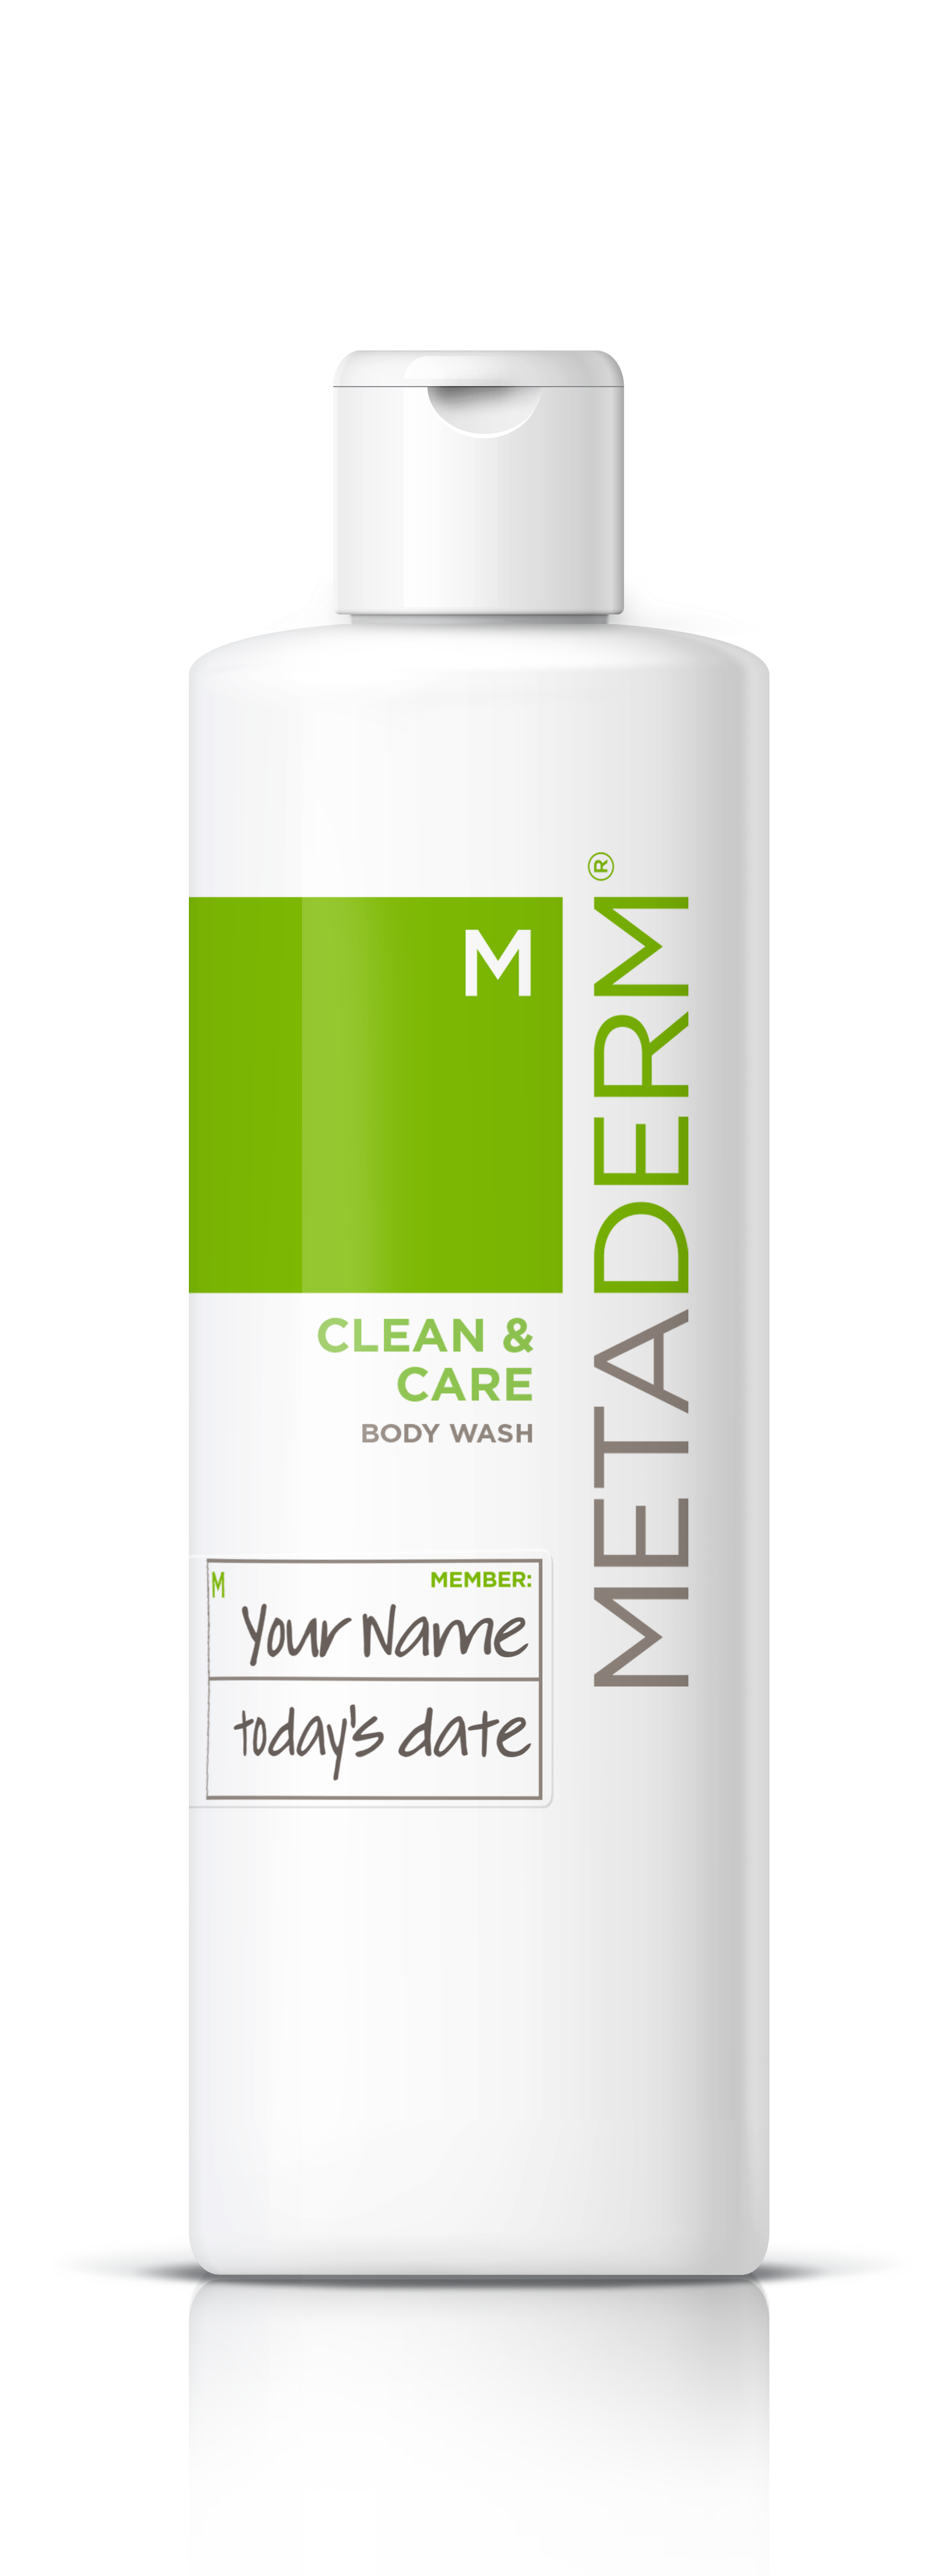 M
METADERM®
CLEAN &
CARE
BODY WASH
M MEMBER:
Your Name
today's date